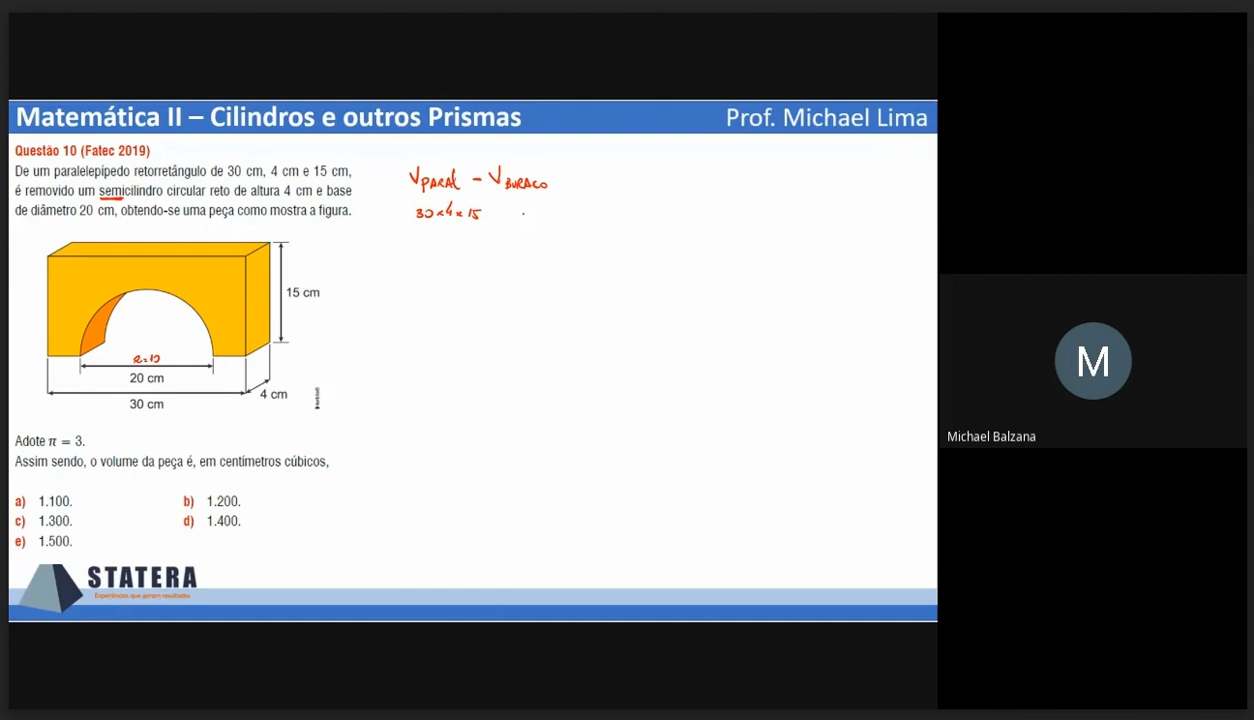 Matemática II – Cilindros e outros Prismas
Prof. Michael Lima
Questão 10 (Fatec 2019)
De um paralelepípedo retorretângulo de 30 cm, 4 cm e 15 cm,
é removido um semicilindro circular reto de altura 4 cm e base
de diâmetro 20 cm, obtendo-se uma peça como mostra a figura.
VPARAL - VBURACO
30×4×15
15 cm
R=10
20 cm
4 cm
30 cm
Adote π = 3.
Assim sendo, o volume da peça é, em centímetros cúbicos,
a) 1.100.
b) 1.200.
c) 1.300.
d) 1.400.
e) 1.500.
STATERA
Experiências que geram resultados
M
Michael Balzana